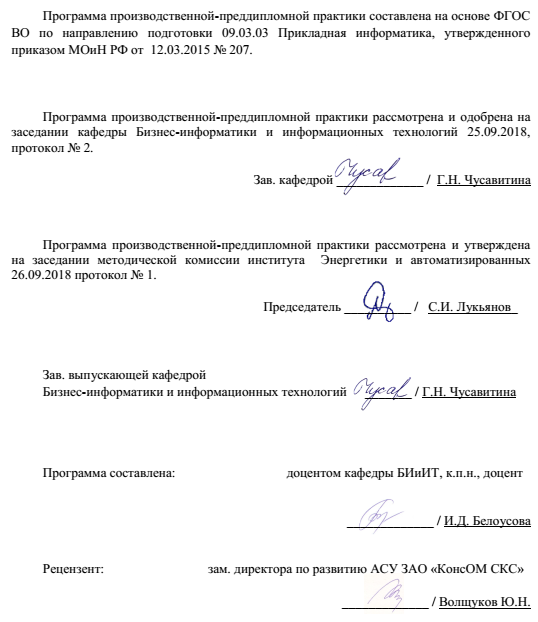 Программа производственной-преддипломной практики составлена на основе ФГОС
ВО по направлению подготовки 09.03.03 Прикладная информатика, утвержденного
приказом МОиН РФ от 12.03.2015 № 207.
Программа производственной-преддипломной практики рассмотрена и одобрена на
заседании кафедры Бизнес-информатики и информационных технологий 25.09.2018,
протокол № 2.
Зав. кафедрой Чусав / Г.Н. Чусавитина
Программа производственной-преддипломной практики рассмотрена и утверждена
на заседании методической комиссии института Энергетики и автоматизированных
26.09.2018 протокол № 1.
Председатель / С.И. Лукьянов
Зав. выпускающей кафедрой
Бизнес-информатики и информационных технологий Чусав / Г.Н. Чусавитина
Программа составлена: доцентом кафедры БИиИТ, к.п.н., доцент
/ И.Д. Белоусова
Рецензент: зам. директора по развитию АСУ ЗАО «КонсОМ СКС»
/ Волщуков Ю.Н.